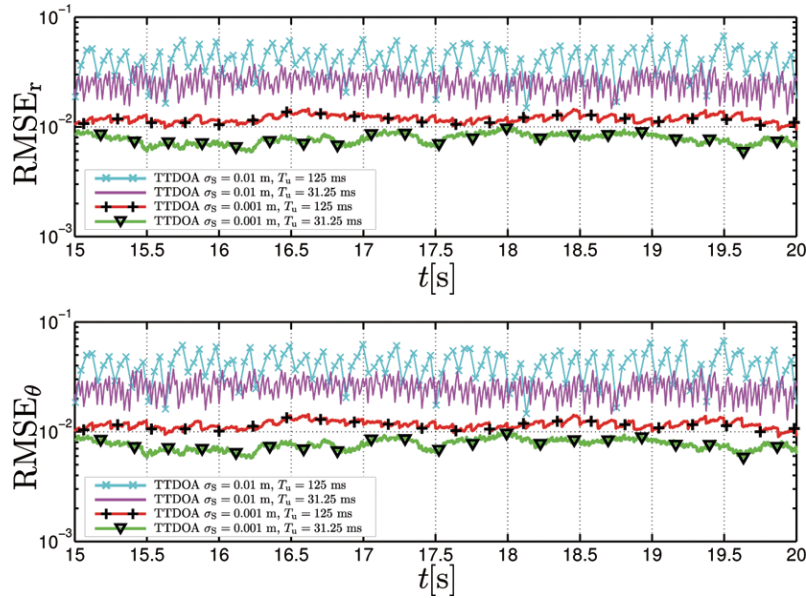 10⁻¹
10⁻²
10⁻³
RMSEᵣ
TTDOA σ_S = 0.01 m, T_u = 125 ms
TTDOA σ_S = 0.01 m, T_u = 31.25 ms
TTDOA σ_S = 0.001 m, T_u = 125 ms
TTDOA σ_S = 0.001 m, T_u = 31.25 ms
15 15.5 16 16.5 17 17.5 18 18.5 19 19.5 20
t[s]
10⁻¹
10⁻²
10⁻³
RMSE_θ
TTDOA σ_S = 0.01 m, T_u = 125 ms
TTDOA σ_S = 0.01 m, T_u = 31.25 ms
TTDOA σ_S = 0.001 m, T_u = 125 ms
TTDOA σ_S = 0.001 m, T_u = 31.25 ms
15 15.5 16 16.5 17 17.5 18 18.5 19 19.5 20
t[s]